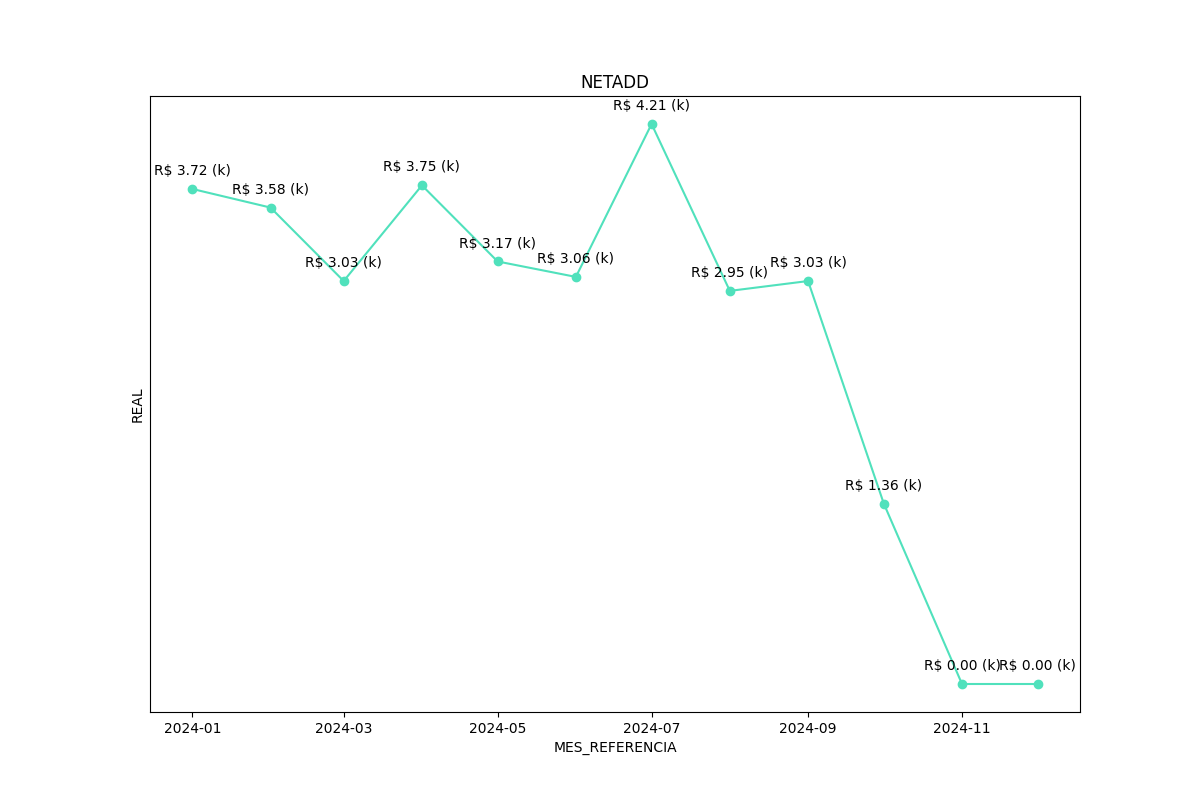 NETADD
R$ 4.21 (k)
R$ 3.72 (k)
R$ 3.75 (k)
R$ 3.58 (k)
R$ 3.17 (k)
R$ 3.03 (k)
R$ 3.06 (k)
R$ 2.95 (k)
R$ 3.03 (k)
REAL
R$ 1.36 (k)
R$ 0.00 (k)
R$ 0.00 (k)
2024-01
2024-03
2024-05
2024-07
2024-09
2024-11
MES_REFERENCIA